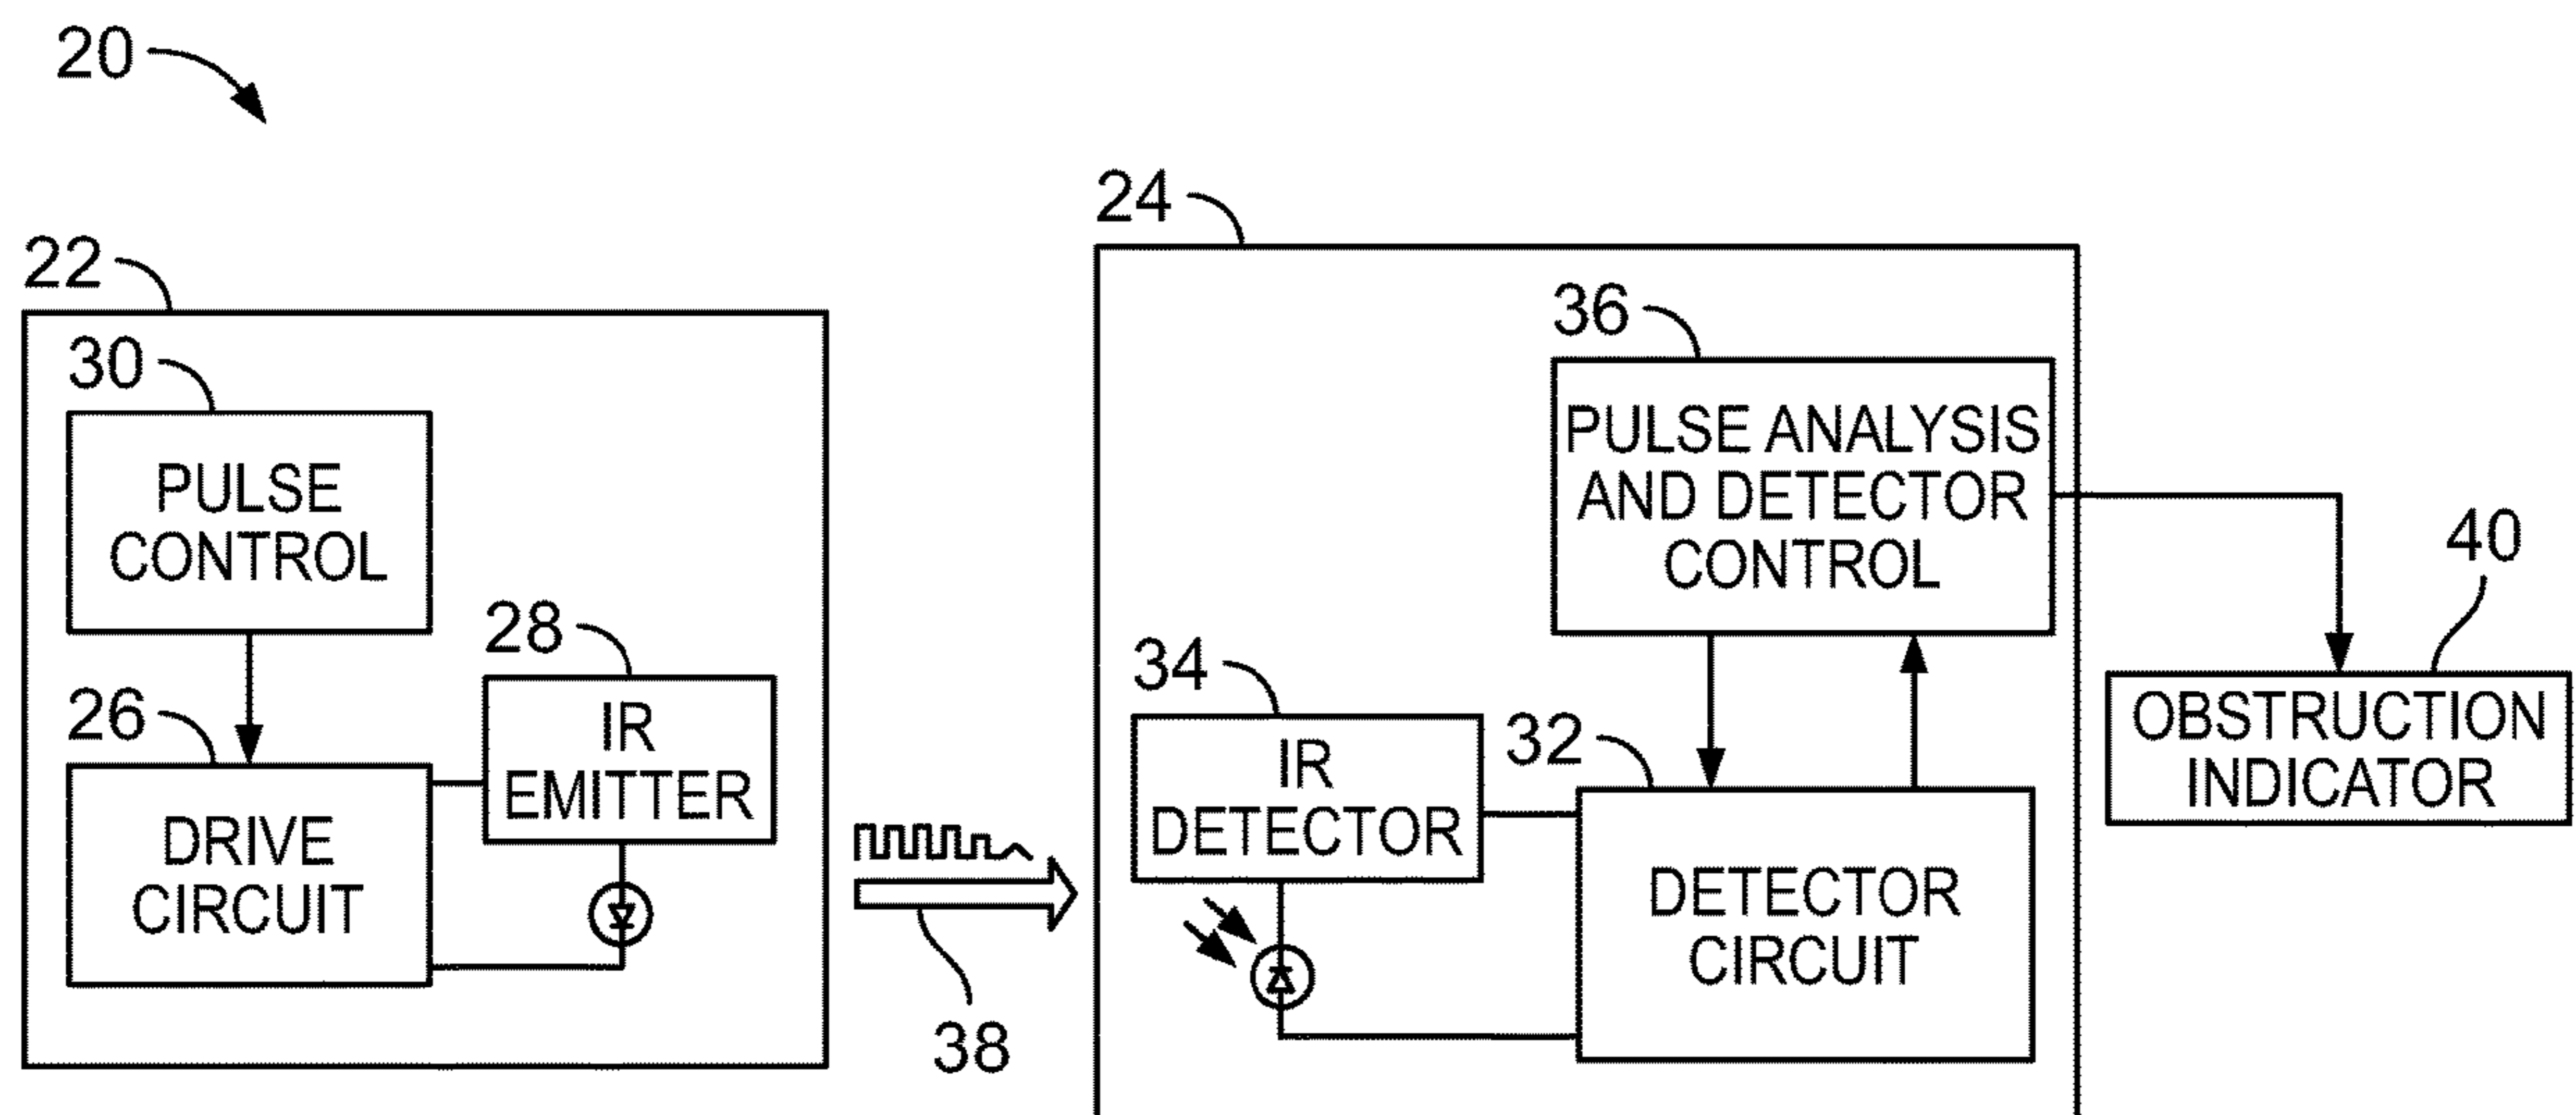 20
22
30
PULSE
CONTROL
28
IR
EMITTER
26
DRIVE
CIRCUIT
38
24
36
PULSE ANALYSIS
AND DETECTOR
CONTROL
34
IR
DETECTOR
32
DETECTOR
CIRCUIT
40
OBSTRUCTION
INDICATOR